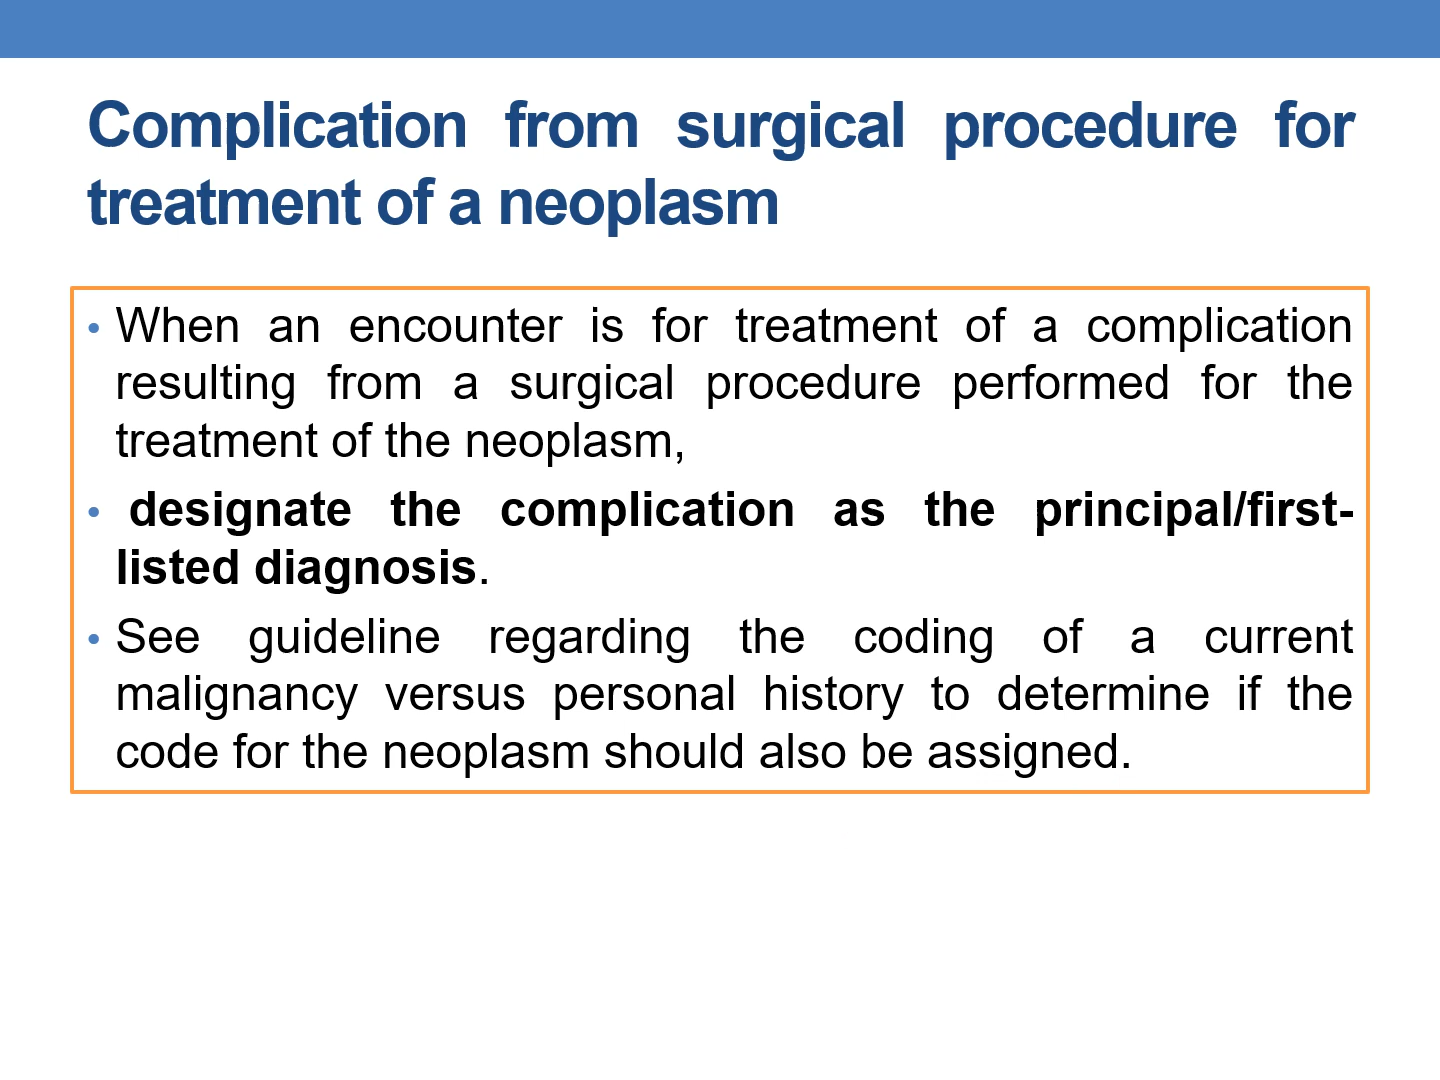 Complication from surgical procedure for
treatment of a neoplasm
• When an encounter is for treatment of a complication
resulting from a surgical procedure performed for the
treatment of the neoplasm,
• designate the complication as the principal/first-
listed diagnosis.
• See guideline regarding the coding of a current
malignancy versus personal history to determine if the
code for the neoplasm should also be assigned.